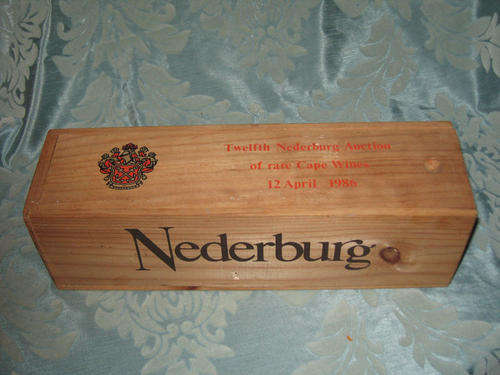 Twelfth Nederburg Auction
of rare Cape Wines
12 April 1986
Nederburg